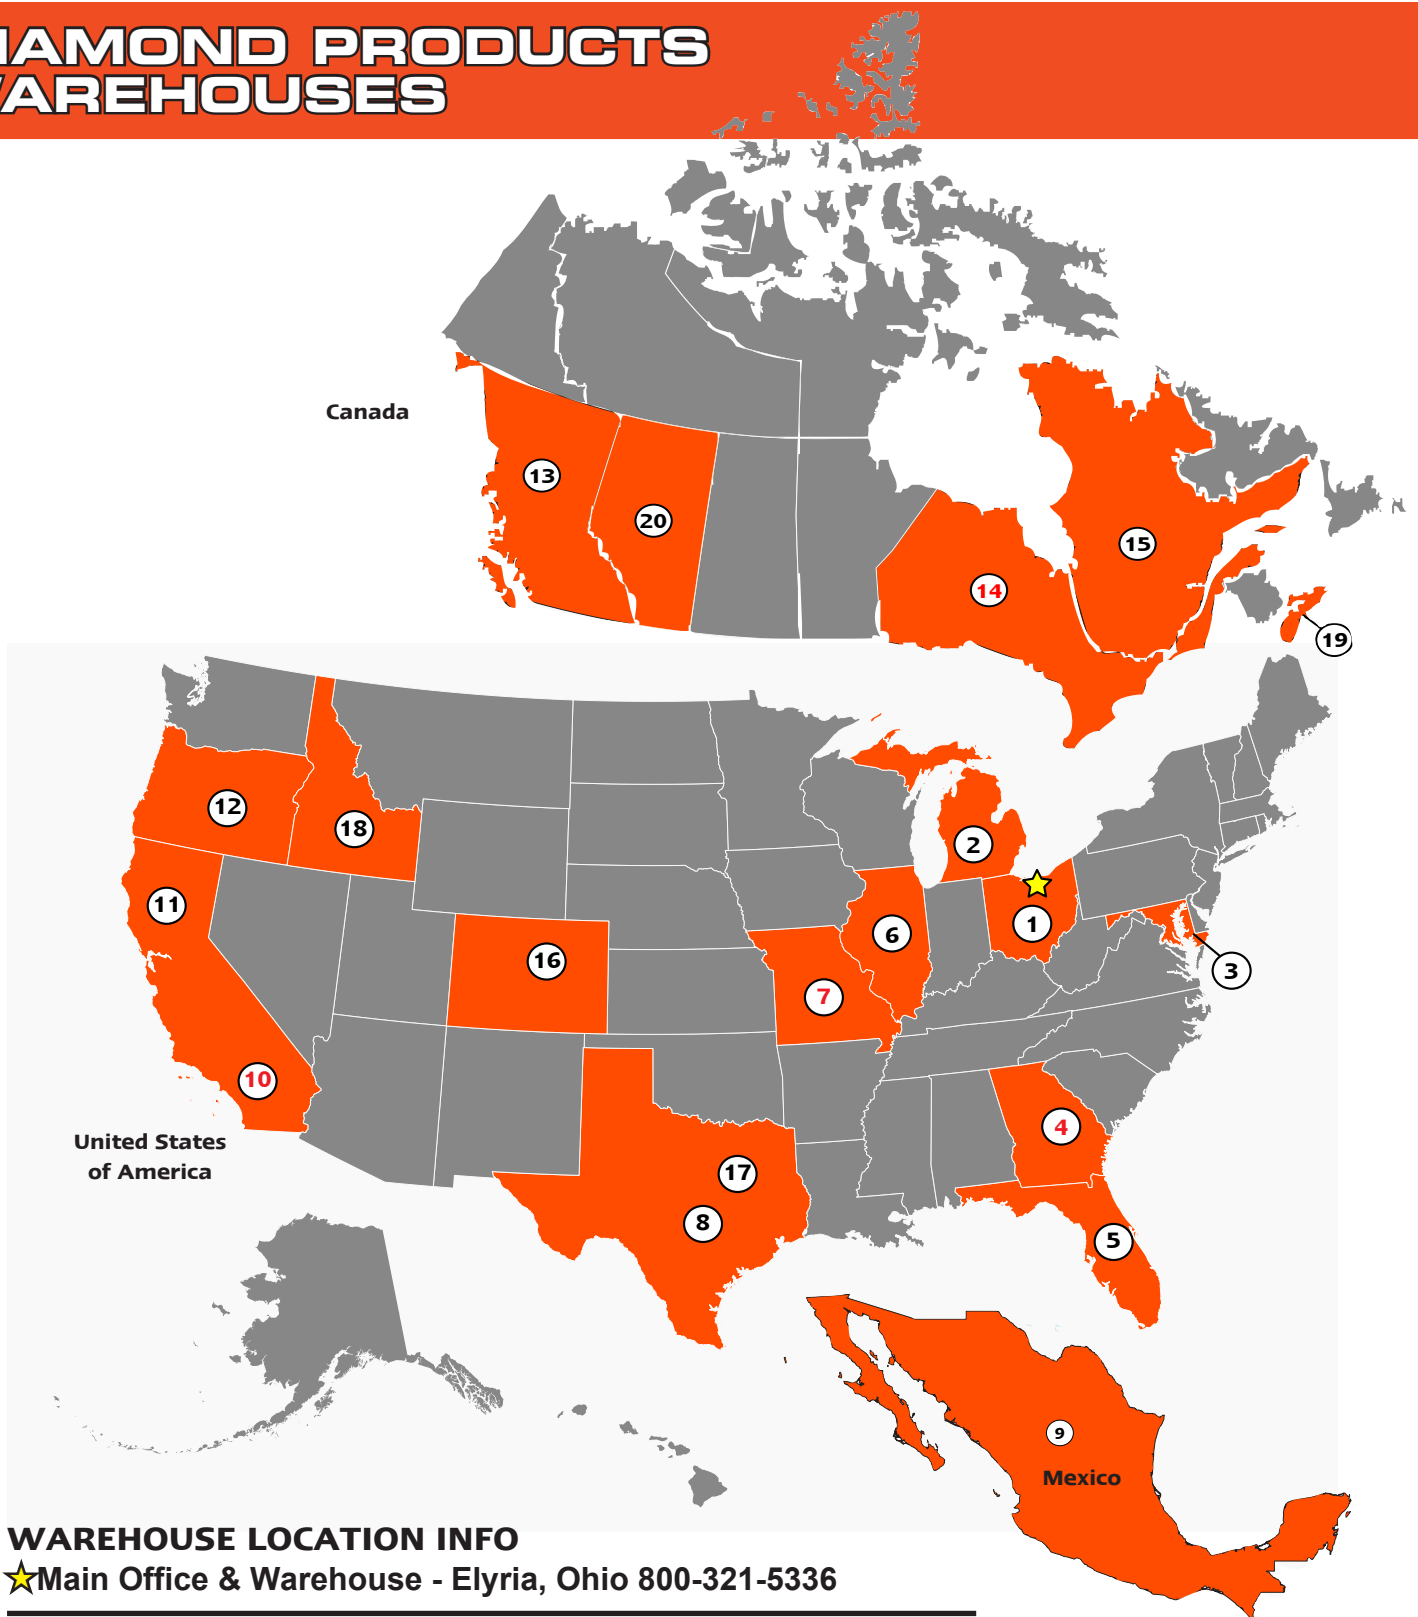 IAMOND PRODUCTS
AREHOUSES
Canada
13
20
15
14
19
12
18
2
11
1
6
16
3
7
10
4
United States
of America
17
8
5
9
Mexico
WAREHOUSE LOCATION INFO
Main Office & Warehouse - Elyria, Ohio 800-321-5336